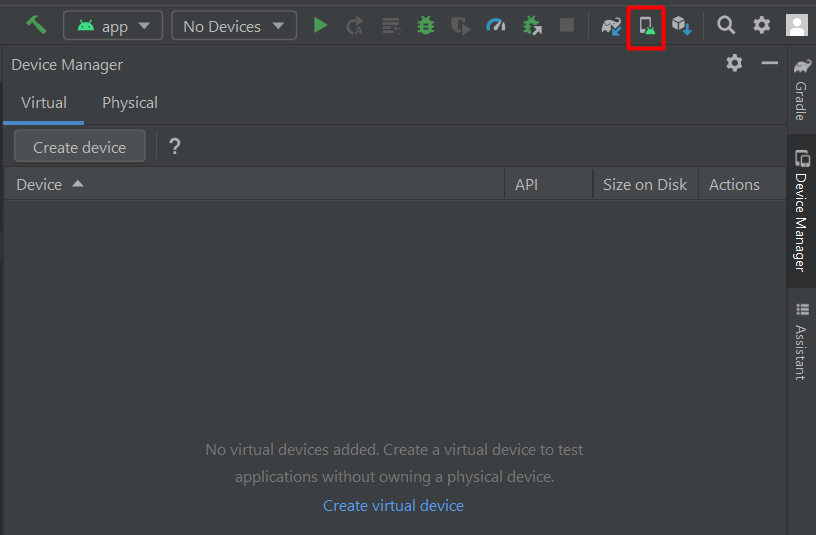 app
No Devices
Device Manager
Virtual
Physical
Create device
?
Device
API
Size on Disk
Actions
No virtual devices added. Create a virtual device to test
applications without owning a physical device.
Create virtual device
Gradle
Device Manager
Assistant